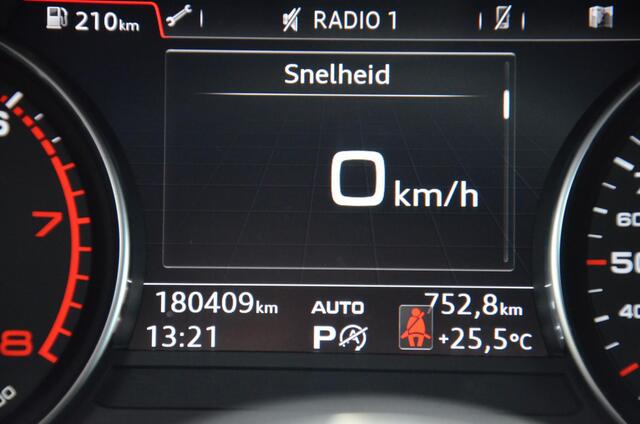 210km
RADIO 1
Snelheid
0 km/h
6
7
8
60
50
40
180409km
AUTO
752,8km
13:21
P
A
+25,5°C